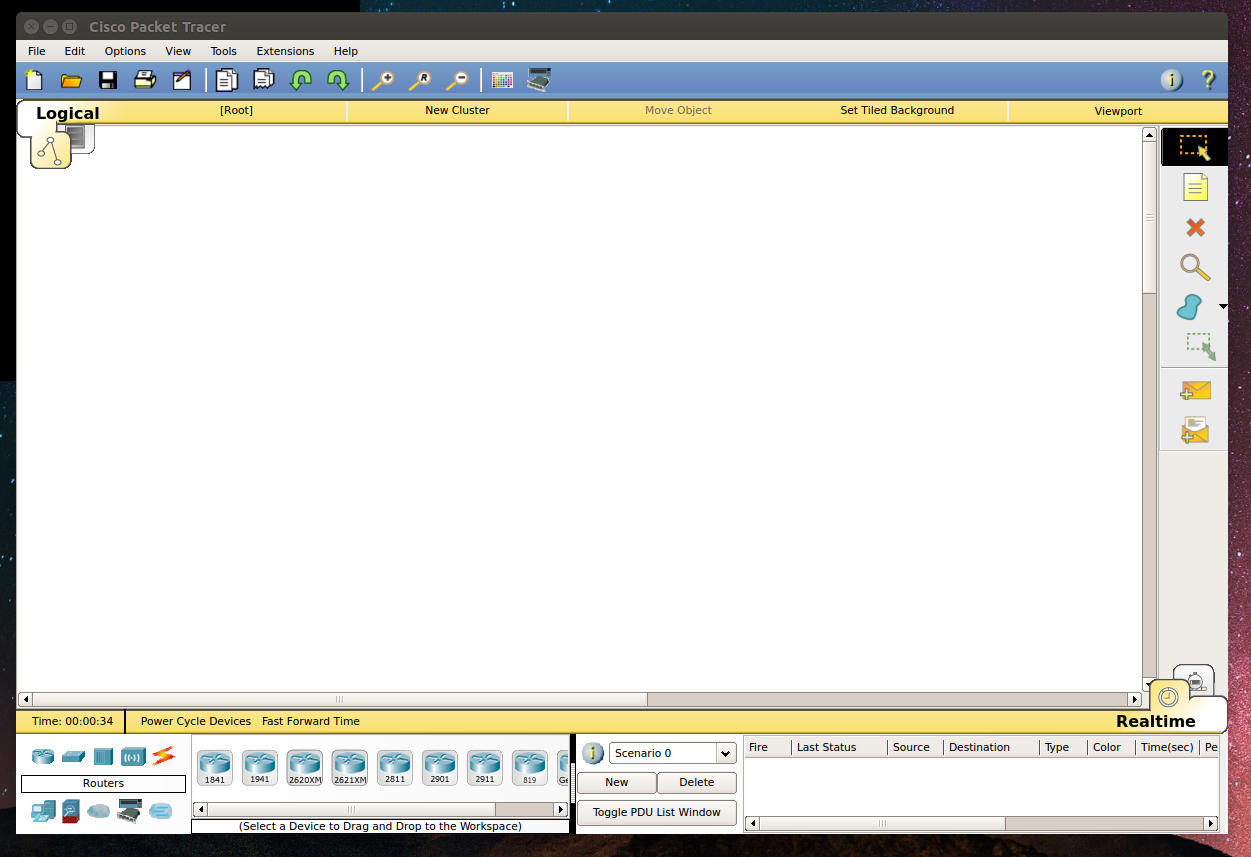 Cisco Packet Tracer
File Edit Options View Tools Extensions Help
Logical [Root] New Cluster Move Object Set Tiled Background Viewport
Time: 00:00:34 Power Cycle Devices Fast Forward Time Realtime
Routers
1841 1941 2620XM 2621XM 2811 2901 2911 819 Ge
(Select a Device to Drag and Drop to the Workspace)
Scenario 0
New Delete
Toggle PDU List Window
Fire Last Status Source Destination Type Color Time(sec) Pe